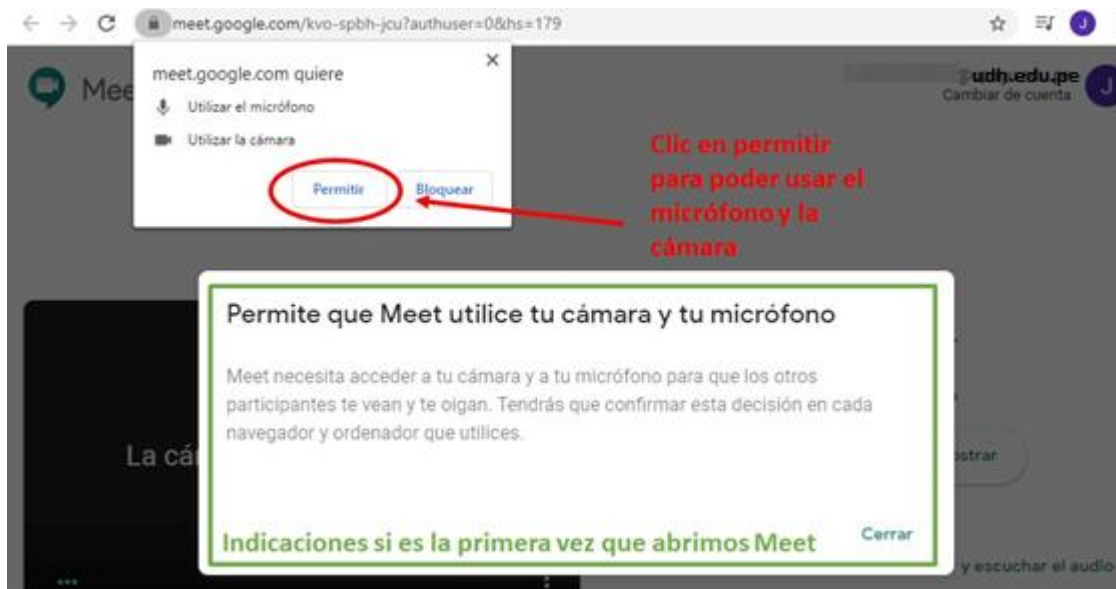 meet.google.com/kvo-spbh-jcu?authuser=0&hs=179
J
meet.google.com quiere
Utilizar el micrófono
Utilizar la cámara
Permitir
Bloquear
Mee
udh.edu.pe
Cambiar de cuenta
J
Clic en permitir
para poder usar el
micrófono y la
cámara
Permite que Meet utilice tu cámara y tu micrófono
Meet necesita acceder a tu cámara y a tu micrófono para que los otros
participantes te vean y te oigan. Tendrás que confirmar esta decisión en cada
navegador y ordenador que utilices.
La cá
ostrar
Indicaciones si es la primera vez que abrimos Meet
Cerrar
y escuchar el audio